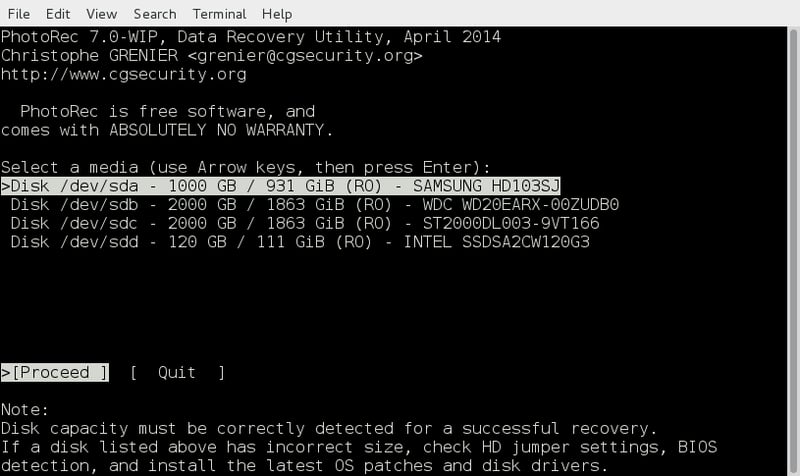 File Edit View Search Terminal Help
PhotoRec 7.0-WIP, Data Recovery Utility, April 2014
Christophe GRENIER <grenier@cgsecurity.org>
http://www.cgsecurity.org
PhotoRec is free software, and
comes with ABSOLUTELY NO WARRANTY.
Select a media (use Arrow keys, then press Enter):
>Disk /dev/sda - 1000 GB / 931 GiB (RO) - SAMSUNG HD103SJ
Disk /dev/sdb - 2000 GB / 1863 GiB (RO) - WDC WD20EARX-00ZUDB0
Disk /dev/sdc - 2000 GB / 1863 GiB (RO) - ST2000DL003-9VT166
Disk /dev/sdd - 120 GB / 111 GiB (RO) - INTEL SSDSA2CW120G3
>[Proceed ] [ Quit ]
Note:
Disk capacity must be correctly detected for a successful recovery.
If a disk listed above has incorrect size, check HD jumper settings, BIOS
detection, and install the latest OS patches and disk drivers.